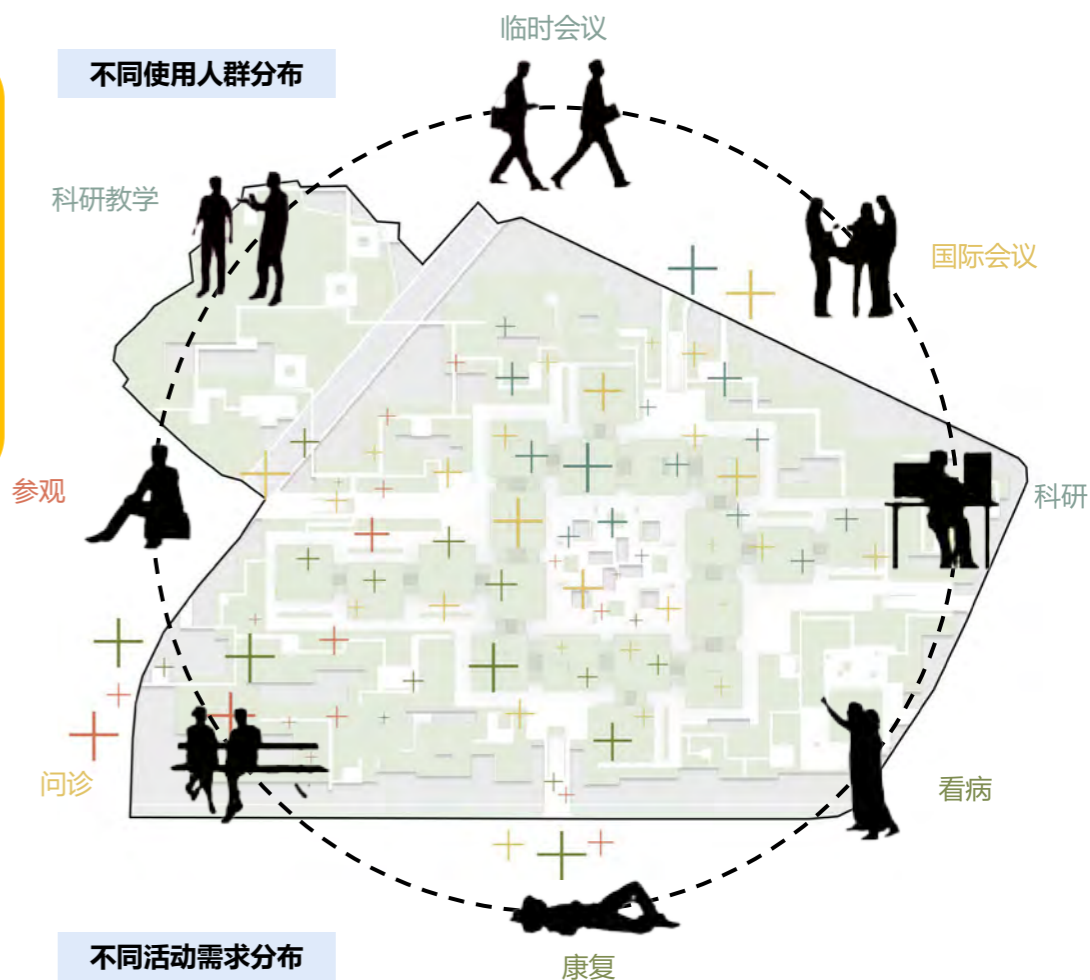 临时会议
不同使用人群分布
科研教学
国际会议
参观
科研
问诊
看病
不同活动需求分布
康复